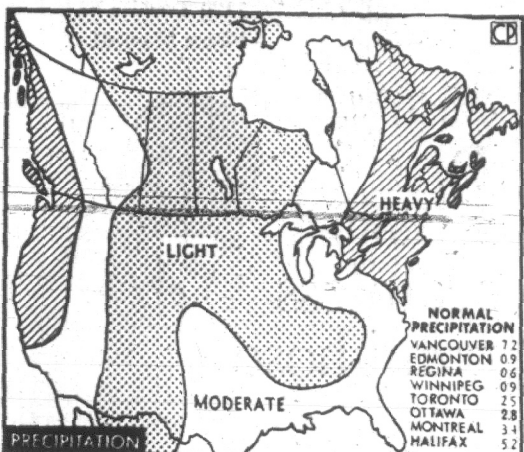 CP
HEAVY
LIGHT
MODERATE
NORMAL
PRECIPITATION
VANCOUVER 7.2
EDMONTON 0.9
REGINA 0.6
WINNIPEG 0.9
TORONTO 2.5
OTTAWA 2.8
MONTREAL 3.4
HALIFAX 5.2
PRECIPITATION